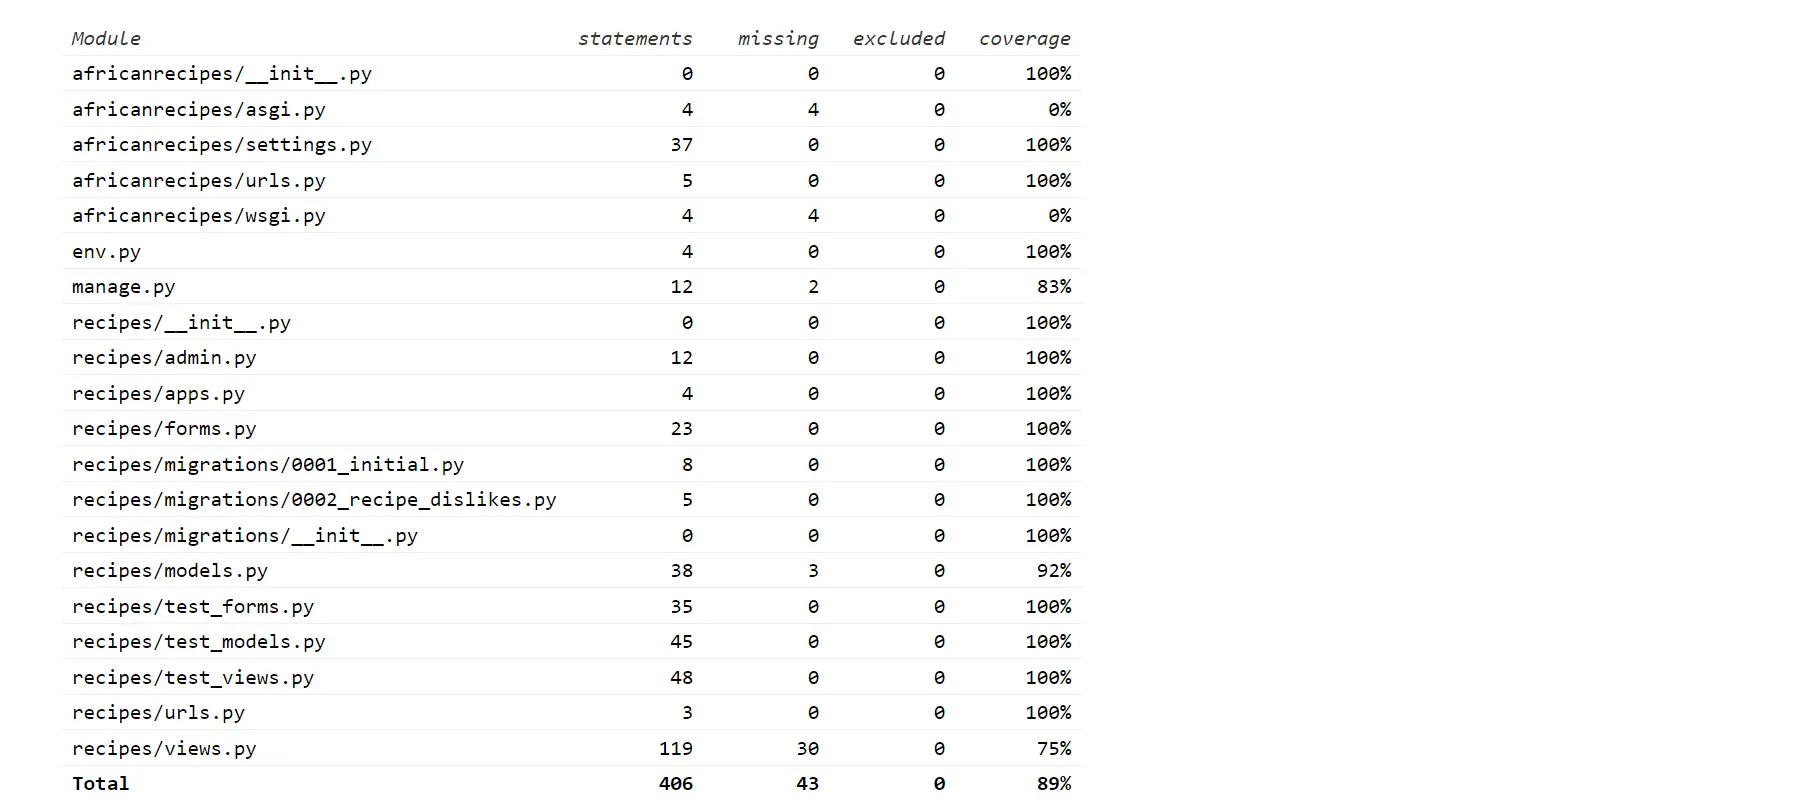 Module statements missing excluded coverage
africanrecipes/__init__.py 0 0 0 100%
africanrecipes/asgi.py 4 4 0 0%
africanrecipes/settings.py 37 0 0 100%
africanrecipes/urls.py 5 0 0 100%
africanrecipes/wsgi.py 4 4 0 0%
env.py 4 0 0 100%
manage.py 12 2 0 83%
recipes/__init__.py 0 0 0 100%
recipes/admin.py 12 0 0 100%
recipes/apps.py 4 0 0 100%
recipes/forms.py 23 0 0 100%
recipes/migrations/0001_initial.py 8 0 0 100%
recipes/migrations/0002_recipe_dislikes.py 5 0 0 100%
recipes/migrations/__init__.py 0 0 0 100%
recipes/models.py 38 3 0 92%
recipes/test_forms.py 35 0 0 100%
recipes/test_models.py 45 0 0 100%
recipes/test_views.py 48 0 0 100%
recipes/urls.py 3 0 0 100%
recipes/views.py 119 30 0 75%
Total 406 43 0 89%